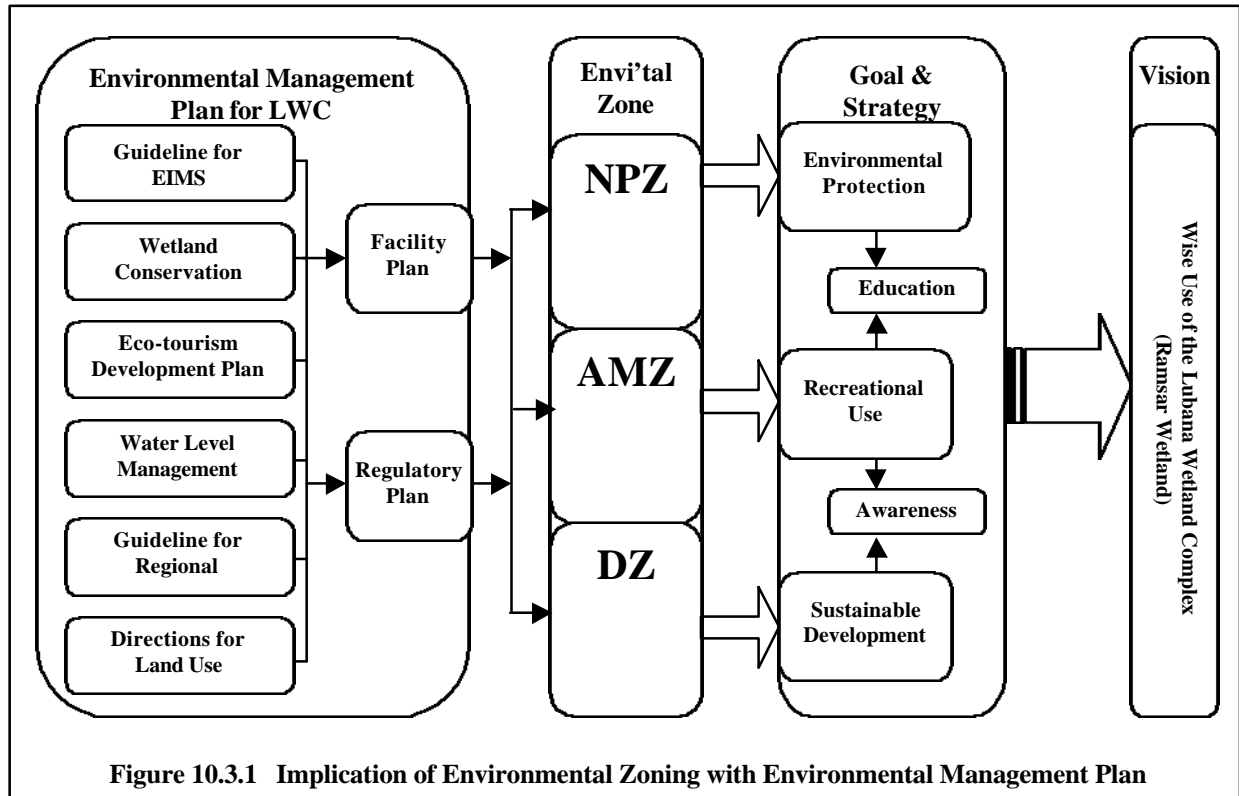 Environmental Management
Plan for LWC
Guideline for
EIMS
Wetland
Conservation
Eco-tourism
Development Plan
Water Level
Management
Guideline for
Regional
Directions for
Land Use
Facility
Plan
Regulatory
Plan
Envi'tal
Zone
NPZ
AMZ
DZ
Goal &
Strategy
Environmental
Protection
Education
Recreational
Use
Awareness
Sustainable
Development
Vision
Wise Use of the Lubana Wetland Complex
(Ramsar Wetland)
Figure 10.3.1 Implication of Environmental Zoning with Environmental Management Plan